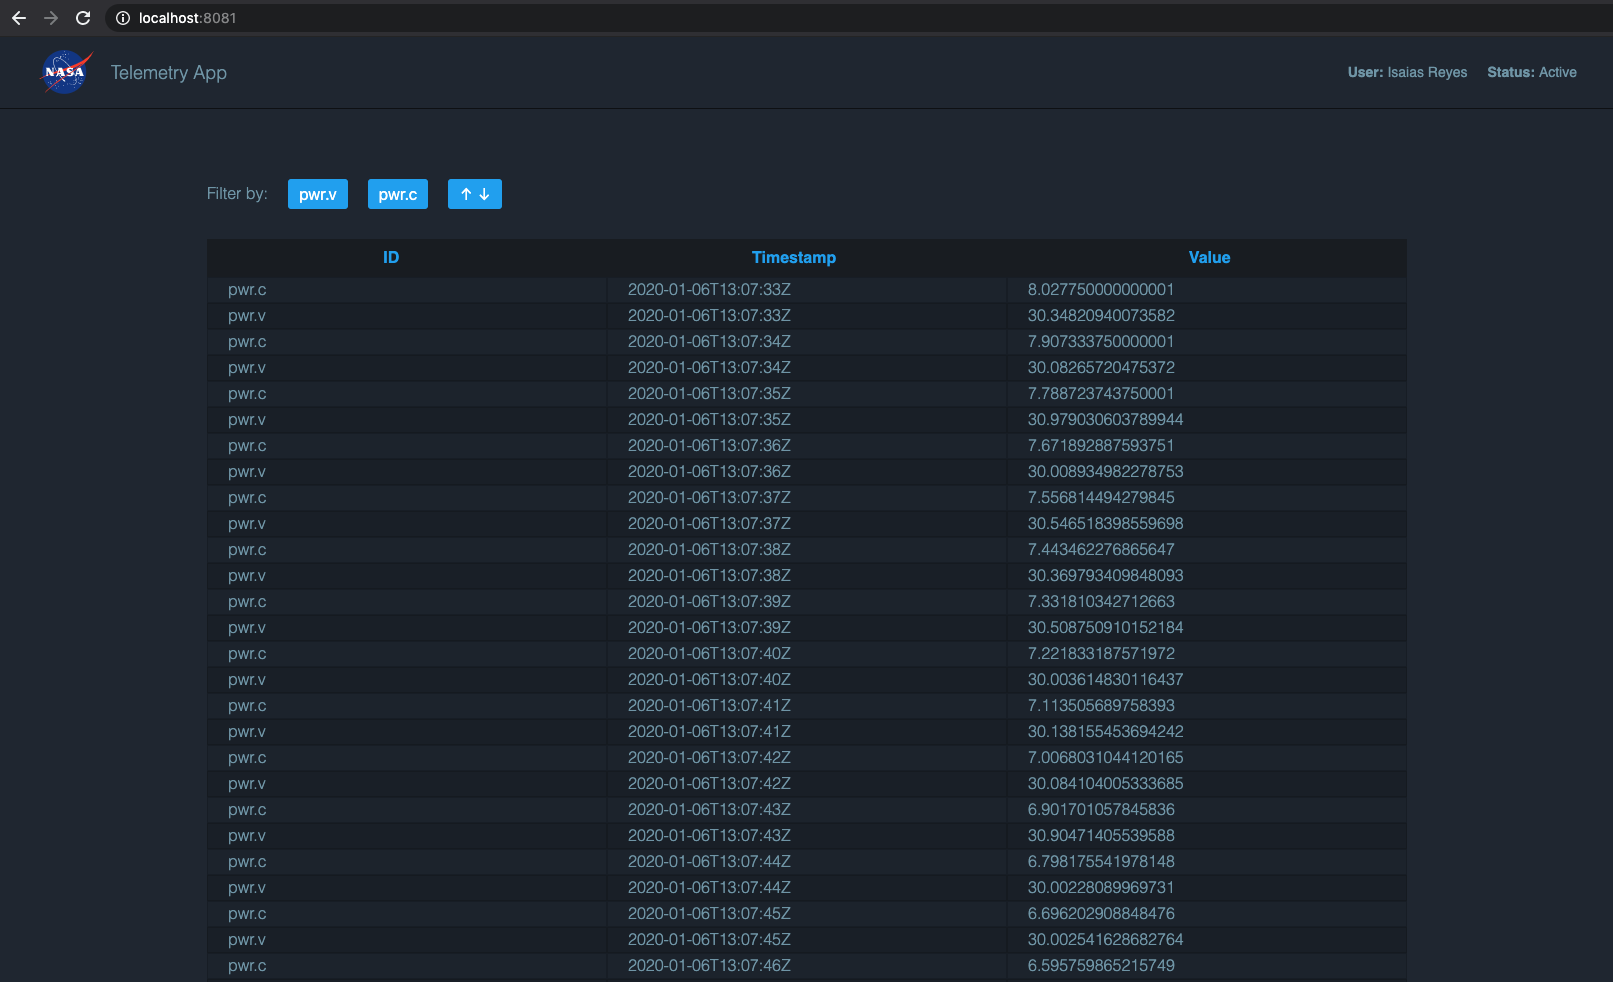 localhost:8081
NASA Telemetry App User: Isaias Reyes Status: Active
Filter by: pwr.v pwr.c ↑ ↓
ID Timestamp Value
pwr.c 2020-01-06T13:07:33Z 8.027750000000001
pwr.v 2020-01-06T13:07:33Z 30.34820940073582
pwr.c 2020-01-06T13:07:34Z 7.907333750000001
pwr.v 2020-01-06T13:07:34Z 30.08265720475372
pwr.c 2020-01-06T13:07:35Z 7.788723743750001
pwr.v 2020-01-06T13:07:35Z 30.979030603789944
pwr.c 2020-01-06T13:07:36Z 7.671892887593751
pwr.v 2020-01-06T13:07:36Z 30.008934982278753
pwr.c 2020-01-06T13:07:37Z 7.556814494279845
pwr.v 2020-01-06T13:07:37Z 30.546518398559698
pwr.c 2020-01-06T13:07:38Z 7.443462276865647
pwr.v 2020-01-06T13:07:38Z 30.369793409848093
pwr.c 2020-01-06T13:07:39Z 7.331810342712663
pwr.v 2020-01-06T13:07:39Z 30.508750910152184
pwr.c 2020-01-06T13:07:40Z 7.221833187571972
pwr.v 2020-01-06T13:07:40Z 30.003614830116437
pwr.c 2020-01-06T13:07:41Z 7.113505689758393
pwr.v 2020-01-06T13:07:41Z 30.138155453694242
pwr.c 2020-01-06T13:07:42Z 7.0068031044120165
pwr.v 2020-01-06T13:07:42Z 30.084104005333685
pwr.c 2020-01-06T13:07:43Z 6.901701057845836
pwr.v 2020-01-06T13:07:43Z 30.90471405539588
pwr.c 2020-01-06T13:07:44Z 6.798175541978148
pwr.v 2020-01-06T13:07:44Z 30.00228089969731
pwr.c 2020-01-06T13:07:45Z 6.696202908848476
pwr.v 2020-01-06T13:07:45Z 30.002541628682764
pwr.c 2020-01-06T13:07:46Z 6.595759865215749